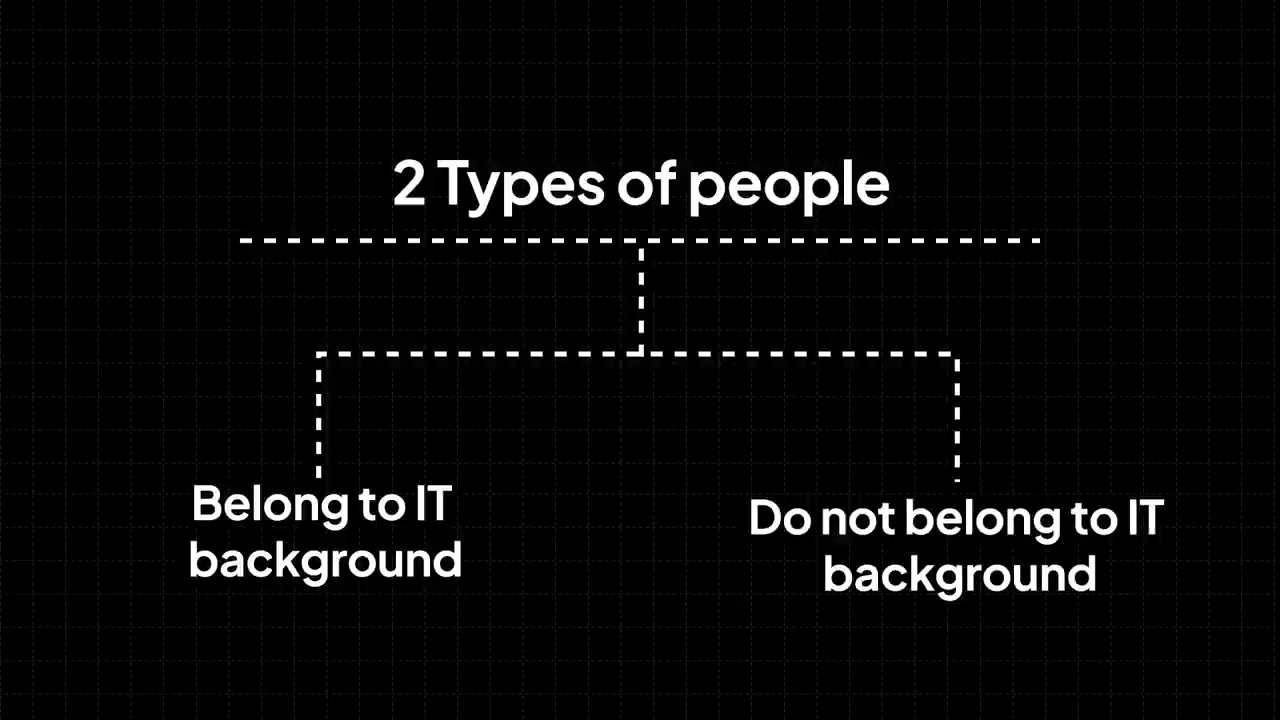 2 Types of people
Belong to IT
background
Do not belong to IT
background